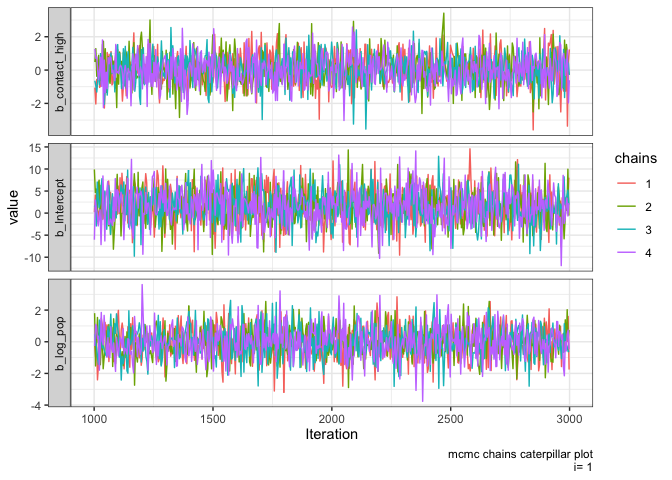 b_contact_high
2
0
-2
b_Intercept
15
10
5
0
-5
-10
b_log_pop
2
0
-2
-4
value
1000 1500 2000 2500 3000
Iteration
chains
1
2
3
4
mcmc chains caterpillar plot
i= 1